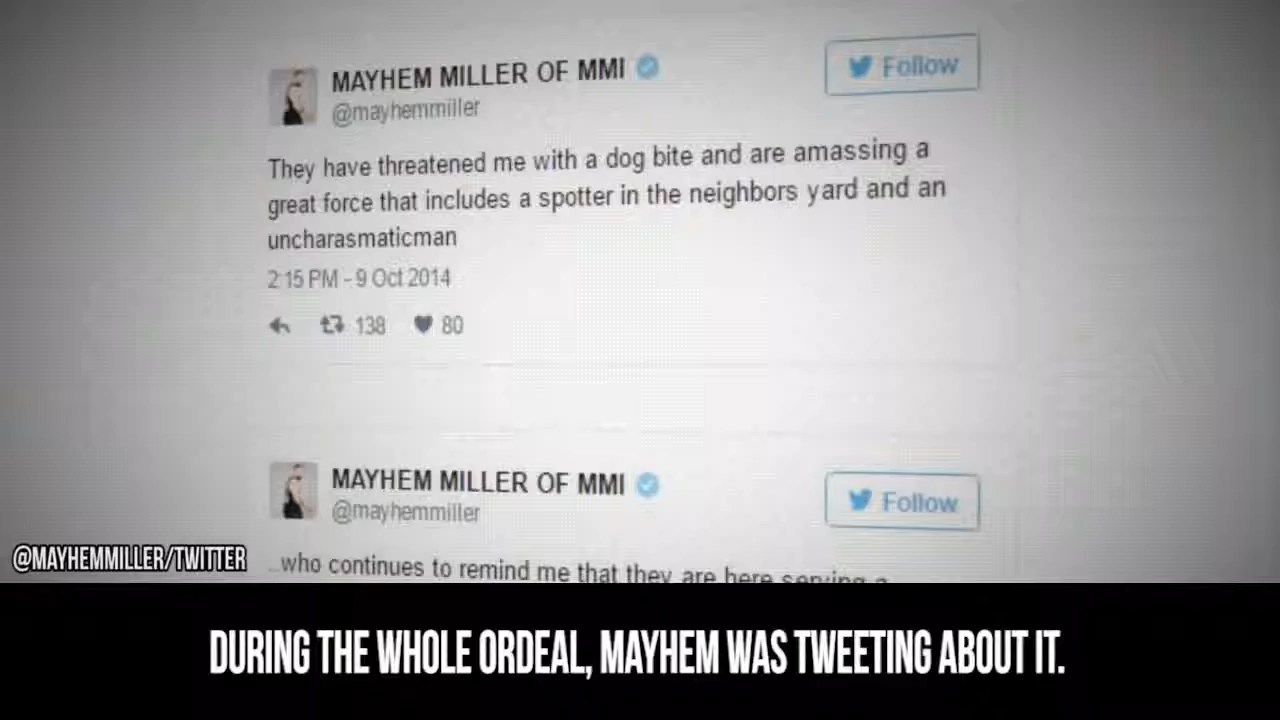 MAYHEM MILLER OF MMI
Follow
@mayhemmiller
They have threatened me with a dog bite and are amassing a
great force that includes a spotter in the neighbors yard and an
uncharasmaticman
2:15 PM - 9 Oct 2014
138 80
MAYHEM MILLER OF MMI
Follow
@mayhemmiller
..who continues to remind me that they are here serving a
@MAYHEMMILLER/TWITTER
DURING THE WHOLE ORDEAL, MAYHEM WAS TWEETING ABOUT IT.